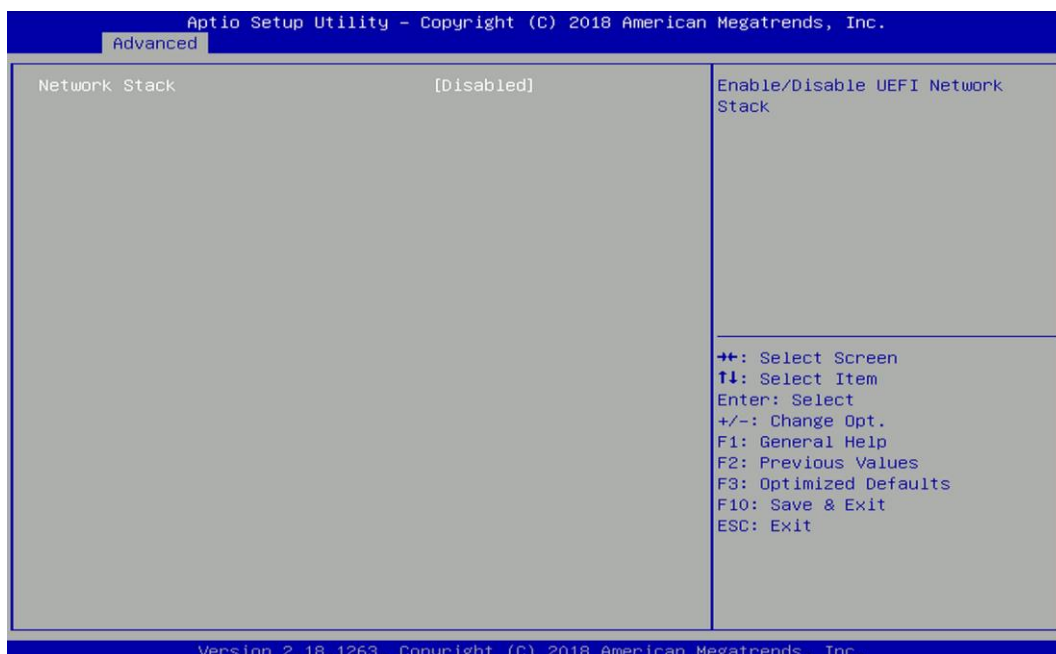 Aptio Setup Utility – Copyright (C) 2018 American Megatrends, Inc.
Advanced
Network Stack [Disabled]
Enable/Disable UEFI Network
Stack
→←: Select Screen
↑↓: Select Item
Enter: Select
+/-: Change Opt.
F1: General Help
F2: Previous Values
F3: Optimized Defaults
F10: Save & Exit
ESC: Exit
Version 2.18.1263. Copyright (C) 2018 American Megatrends, Inc.